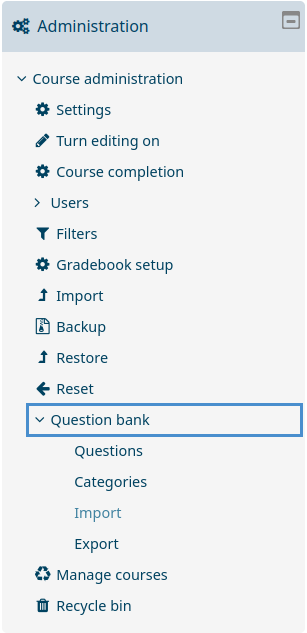 Administration
Course administration
Settings
Turn editing on
Course completion
Users
Filters
Gradebook setup
Import
Backup
Restore
Reset
Question bank
Questions
Categories
Import
Export
Manage courses
Recycle bin